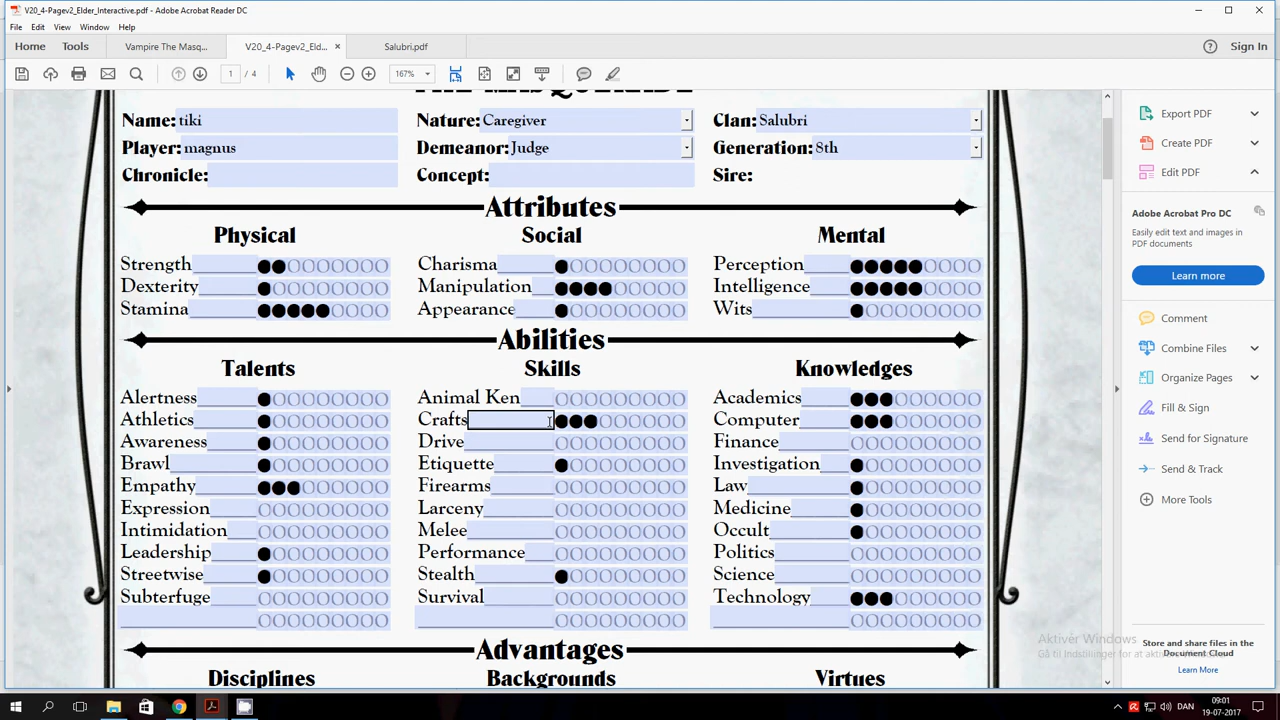 V20_4-Pagev2_Elder_Interactive.pdf - Adobe Acrobat Reader DC
File Edit View Window Help
Home Tools Vampire The Masq... V20_4-Pagev2_Eld... × Salubri.pdf ? Sign In
1 / 4 167%
Name: tiki Nature: Caregiver Clan: Salubri
Player: magnus Demeanor: Judge Generation: 8th
Chronicle: Concept: Sire:
Attributes
Physical Social Mental
Strength Charisma Perception
Dexterity Manipulation Intelligence
Stamina Appearance Wits
Abilities
Talents Skills Knowledges
Alertness Animal Ken Academics
Athletics Crafts Computer
Awareness Drive Finance
Brawl Etiquette Investigation
Empathy Firearms Law
Expression Larceny Medicine
Intimidation Melee Occult
Leadership Performance Politics
Streetwise Stealth Science
Subterfuge Survival Technology
Advantages
Disciplines Backgrounds Virtues
Export PDF
Create PDF
Edit PDF
Adobe Acrobat Pro DC
Easily edit text and images in
PDF documents
Learn more
Comment
Combine Files
Organize Pages
Fill & Sign
Send for Signature
Send & Track
More Tools
Aktivér Windows
Gå til Indstillinger for at
Store and share files in the
Document Cloud
Learn More
DAN
09:01
19-07-2017